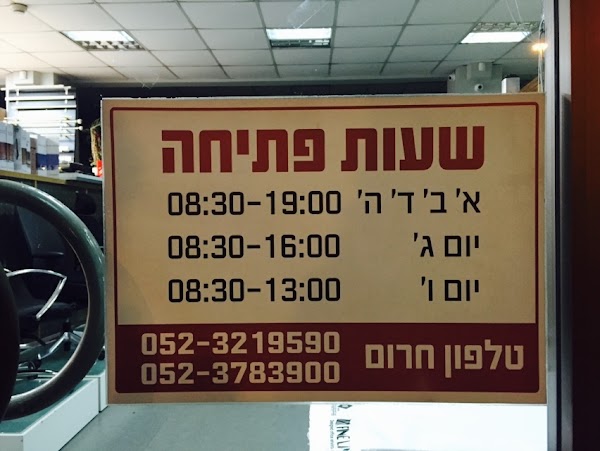 שעות פתיחה
א' ב' ד' ה' 08:30-19:00
יום ג' 08:30-16:00
יום ו' 08:30-13:00
טלפון חרום 052-3219590
052-3783900